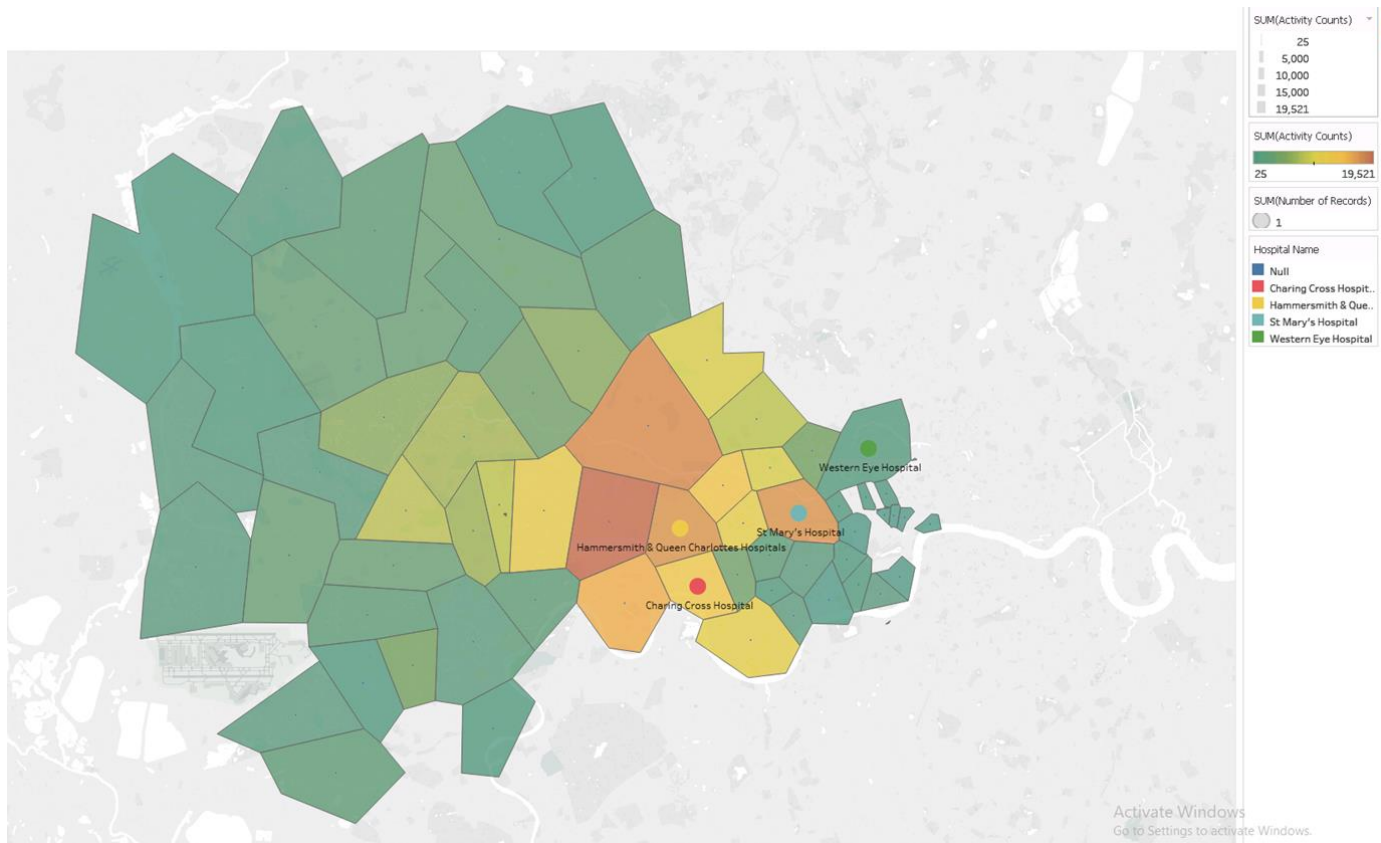 SUM(Activity Counts)
25
5,000
10,000
15,000
19,521
SUM(Activity Counts)
25 19,521
SUM(Number of Records)
1
Hospital Name
Null
Charing Cross Hospit..
Hammersmith & Que..
St Mary's Hospital
Western Eye Hospital
Western Eye Hospital
St Mary's Hospital
Hammersmith & Queen Charlottes Hospitals
Charing Cross Hospital
Activate Windows
Go to Settings to activate Windows.